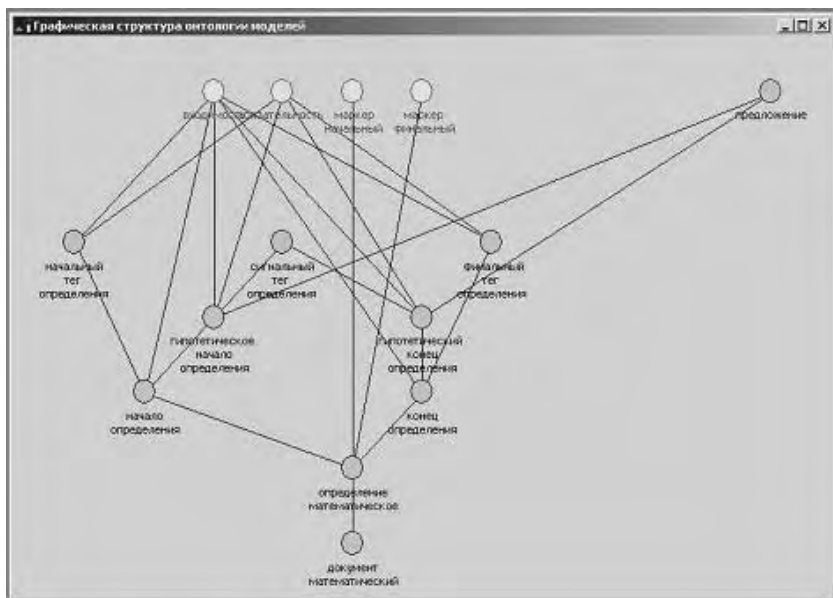 Графическая структура онтологии моделей
маркер
начальный
маркер
финальный
предложение
начальный
тег
определения
сигнальный
тег
определения
финальный
тег
определения
гипотетическое
начало
определения
гипотетический
конец
определения
начало
определения
конец
определения
определение
математическое
документ
математический